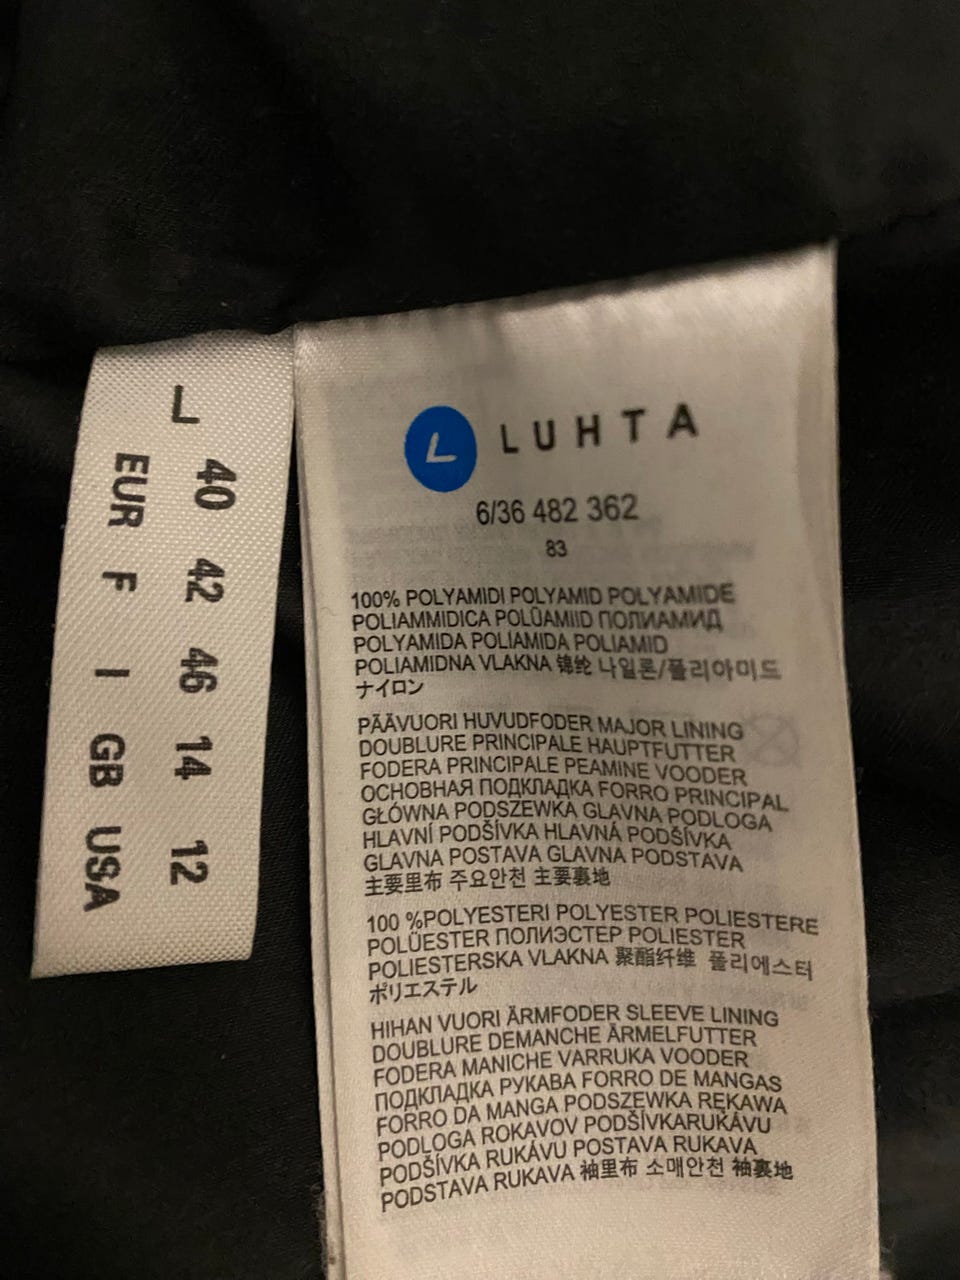 L
40 42 46 14 12
EUR F I GB USA
L LUHTA
6/36 482 362
83
100% POLYAMIDI POLYAMID POLYAMIDE
POLIAMMIDICA POLÜAMIID ПОЛИАМИД
POLYAMIDA POLIAMIDA POLIAMID
POLIAMIDNA VLAKNA 锦纶 나일론/폴리아미드
ナイロン
PÄÄVUORI HUVUDFODER MAJOR LINING
DOUBLURE PRINCIPALE HAUPTFUTTER
FODERA PRINCIPALE PEAMINE VOODER
ОСНОВНАЯ ПОДКЛАДКА FORRO PRINCIPAL
GŁÓWNA PODSZEWKA GLAVNA PODLOGA
HLAVNÍ PODŠÍVKA HLAVNÁ PODŠÍVKA
GLAVNA POSTAVA GLAVNA PODSTAVA
主要里布 주요안천 主要裏地
100 %POLYESTERI POLYESTER POLIESTERE
POLÜESTER ПОЛИЭСТЕР POLIESTER
POLIESTERSKA VLAKNA 聚酯纤维 폴리에스터
ポリエステル
HIHAN VUORI ÄRMFODER SLEEVE LINING
DOUBLURE DEMANCHE ÄRMELFUTTER
FODERA MANICHE VARRUKA VOODER
ПОДКЛАДКА РУКАВА FORRO DE MANGAS
FORRO DA MANGA PODSZEWKA RĘKAWA
PODLOGA ROKAVOV PODŠÍVKARUKÁVU
PODŠÍVKA RUKÁVU POSTAVA RUKAVA
PODSTAVA RUKAVA 袖里布 소매안천 袖裏地